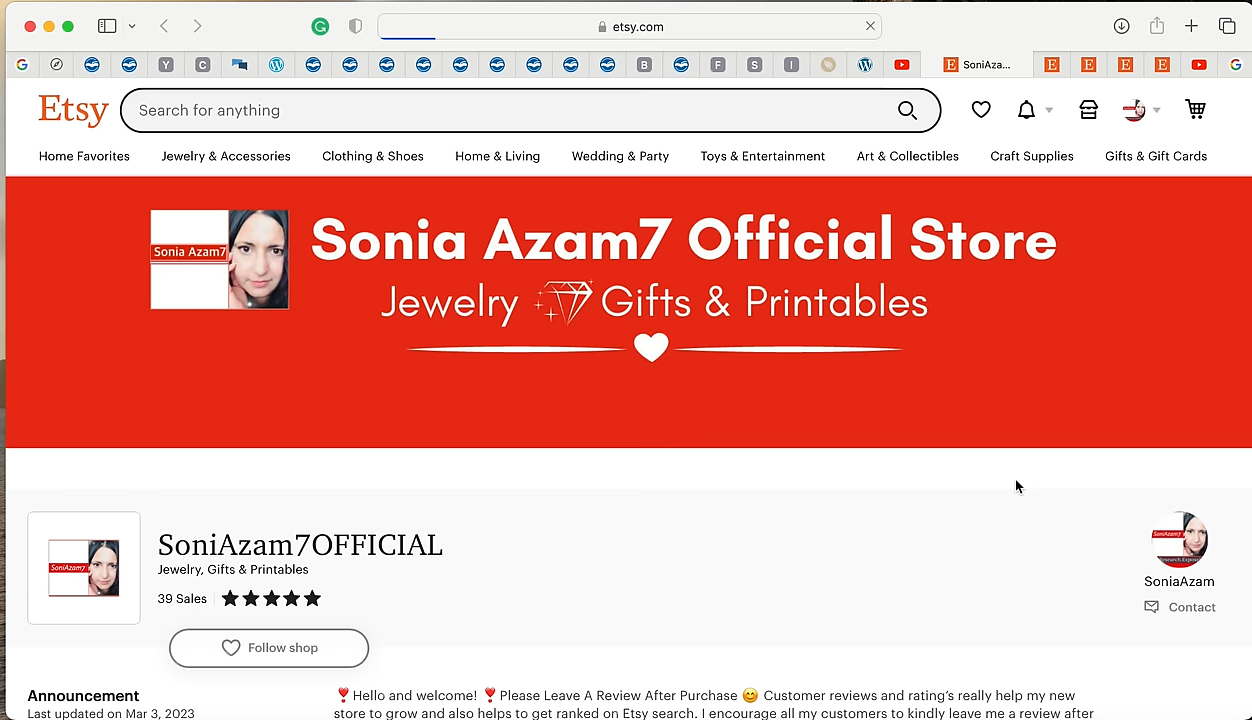 etsy.com
SoniAza...
Etsy
Search for anything
Home Favorites
Jewelry & Accessories
Clothing & Shoes
Home & Living
Wedding & Party
Toys & Entertainment
Art & Collectibles
Craft Supplies
Gifts & Gift Cards
Sonia Azam7
Sonia Azam7 Official Store
Jewelry Gifts & Printables
SoniAzam7
SoniAzam7OFFICIAL
Jewelry, Gifts & Printables
39 Sales
Follow shop
SoniaAzam
Contact
Announcement
Last updated on Mar 3, 2023
❣️Hello and welcome! ❣️Please Leave A Review After Purchase 😊 Customer reviews and rating’s really help my new
store to grow and also helps to get ranked on Etsy search. I encourage all my customers to kindly leave me a review after